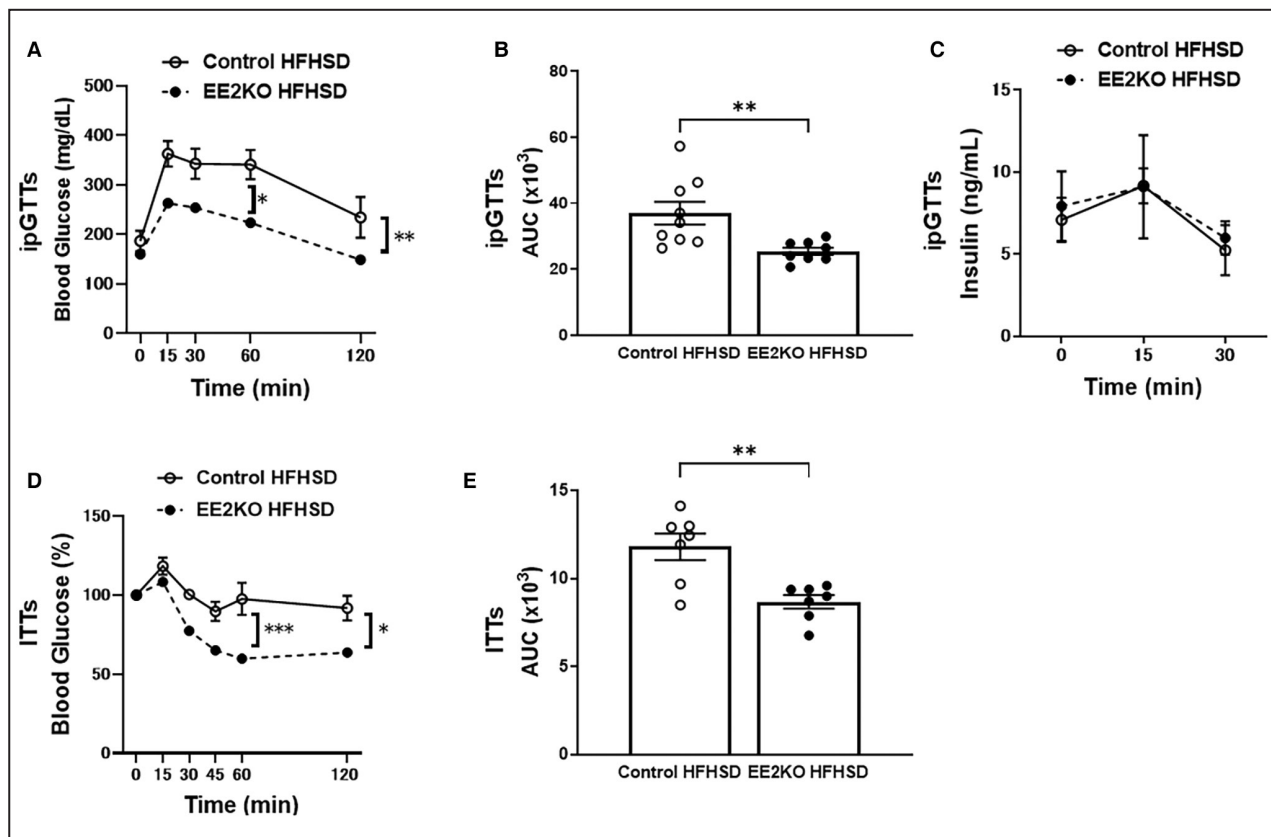 A
Control HFHSD
EE2KO HFHSD
ipGTTs
Blood Glucose (mg/dL)
500
400
300
200
100
0
*
**
0 15 30 60 120
Time (min)
B
ipGTTs
AUC (x10³)
80
60
40
20
0
**
Control HFHSD EE2KO HFHSD
C
Control HFHSD
EE2KO HFHSD
ipGTTs
Insulin (ng/mL)
15
10
5
0
0 15 30
Time (min)
D
Control HFHSD
EE2KO HFHSD
ITTs
Blood Glucose (%)
150
100
50
0
***
*
0 15 30 45 60 120
Time (min)
E
ITTs
AUC (x10³)
15
10
5
0
**
Control HFHSD EE2KO HFHSD